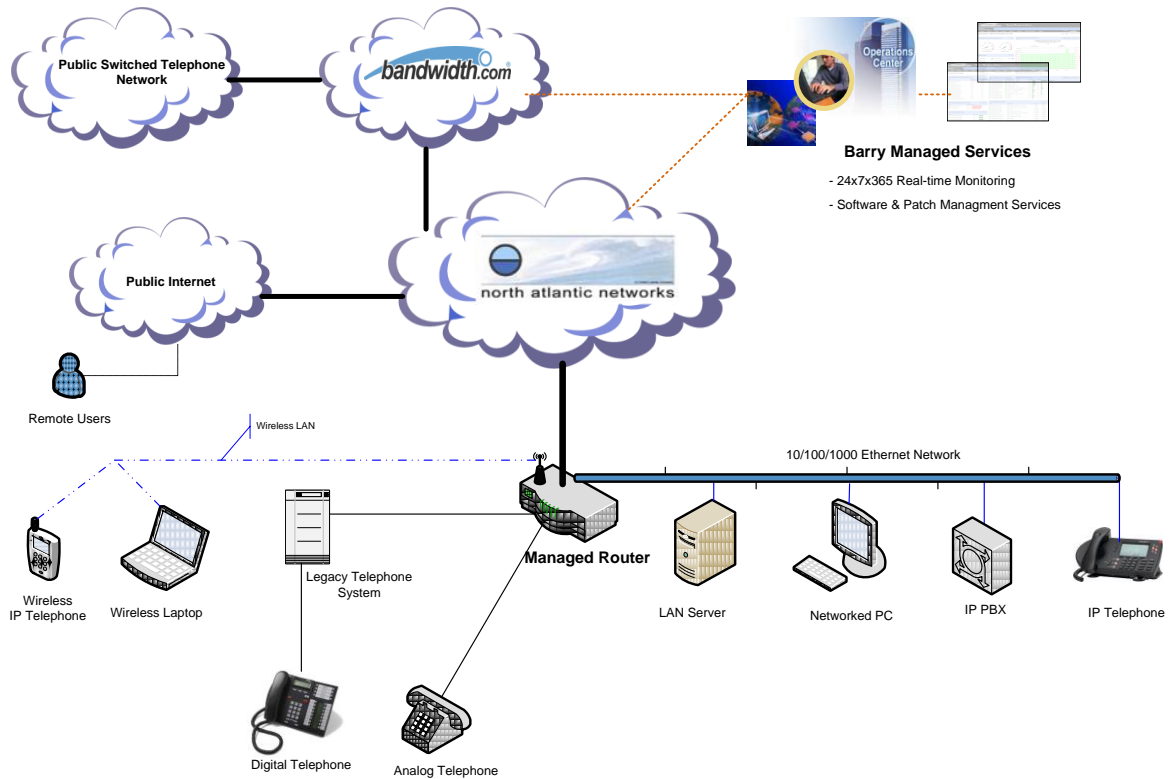 Public Switched Telephone
Network
bandwidth.com
Operations
Center
Barry Managed Services
- 24x7x365 Real-time Monitoring
- Software & Patch Managment Services
north atlantic networks
Public Internet
Remote Users
Wireless LAN
10/100/1000 Ethernet Network
Managed Router
Wireless
IP Telephone
Wireless Laptop
Legacy Telephone
System
LAN Server
Networked PC
IP PBX
IP Telephone
Digital Telephone
Analog Telephone